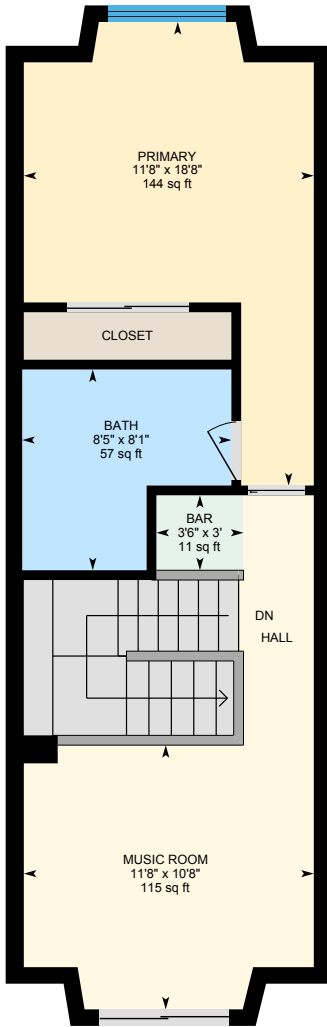 PRIMARY
11'8" x 18'8"
144 sq ft
CLOSET
BATH
8'5" x 8'1"
57 sq ft
BAR
3'6" x 3'
11 sq ft
DN
HALL
MUSIC ROOM
11'8" x 10'8"
115 sq ft